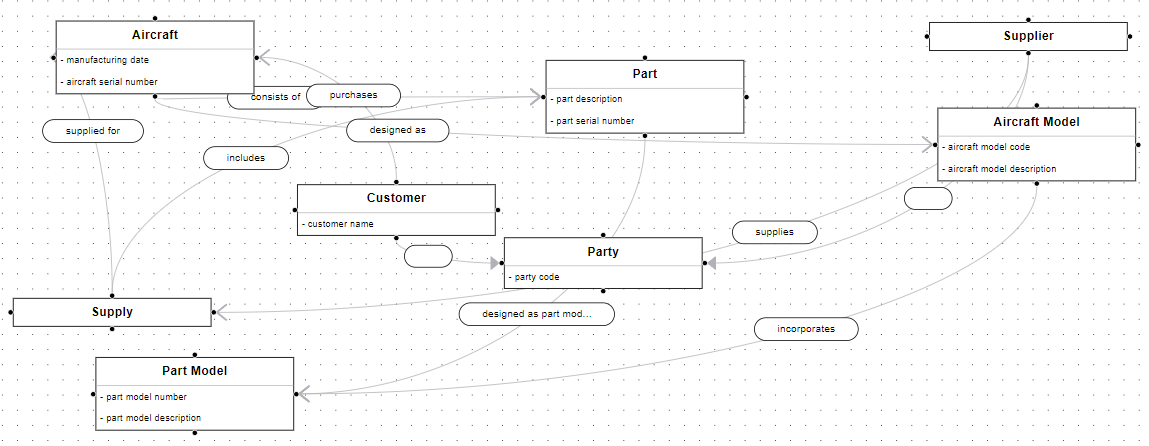 Aircraft
- manufacturing date
- aircraft serial number
Supplier
Part
- part description
- part serial number
consists of
purchases
Aircraft Model
- aircraft model code
- aircraft model description
supplied for
designed as
includes
Customer
- customer name
supplies
Party
- party code
Supply
designed as part mod...
incorporates
Part Model
- part model number
- part model description